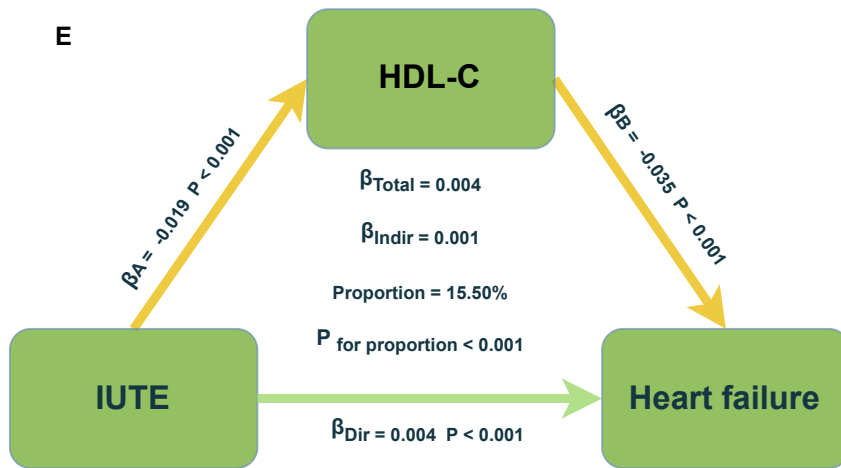 E
HDL-C
βA = -0.019 P < 0.001
βB = -0.035 P < 0.001
βTotal = 0.004
βIndir = 0.001
Proportion = 15.50%
P for proportion < 0.001
IUTE
Heart failure
βDir = 0.004 P < 0.001